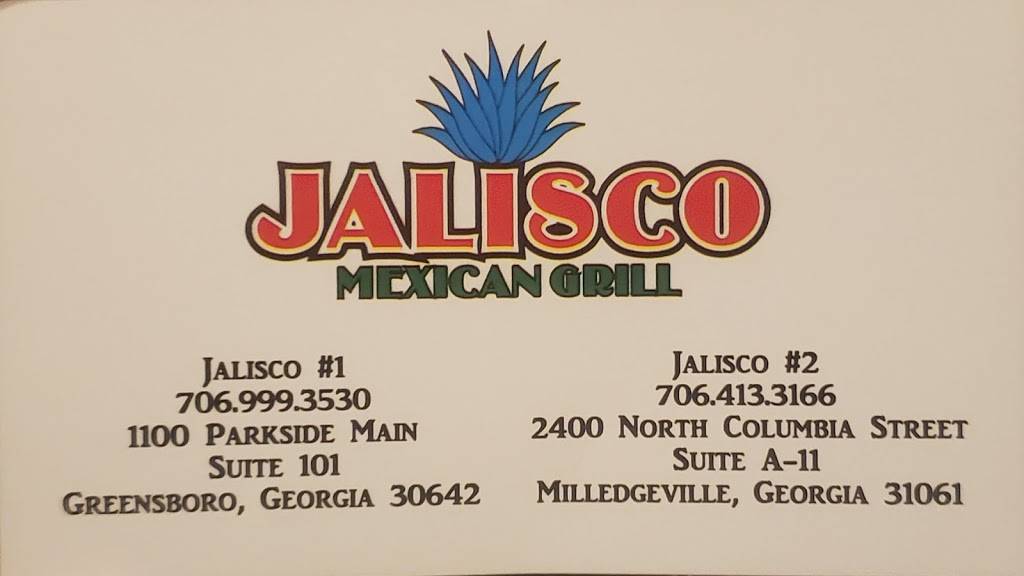 JALISCO
MEXICAN GRILL
JALISCO #1
706.999.3530
1100 PARKSIDE MAIN
SUITE 101
GREENSBORO, GEORGIA 30642
JALISCO #2
706.413.3166
2400 NORTH COLUMBIA STREET
SUITE A-11
MILLEDGEVILLE, GEORGIA 31061